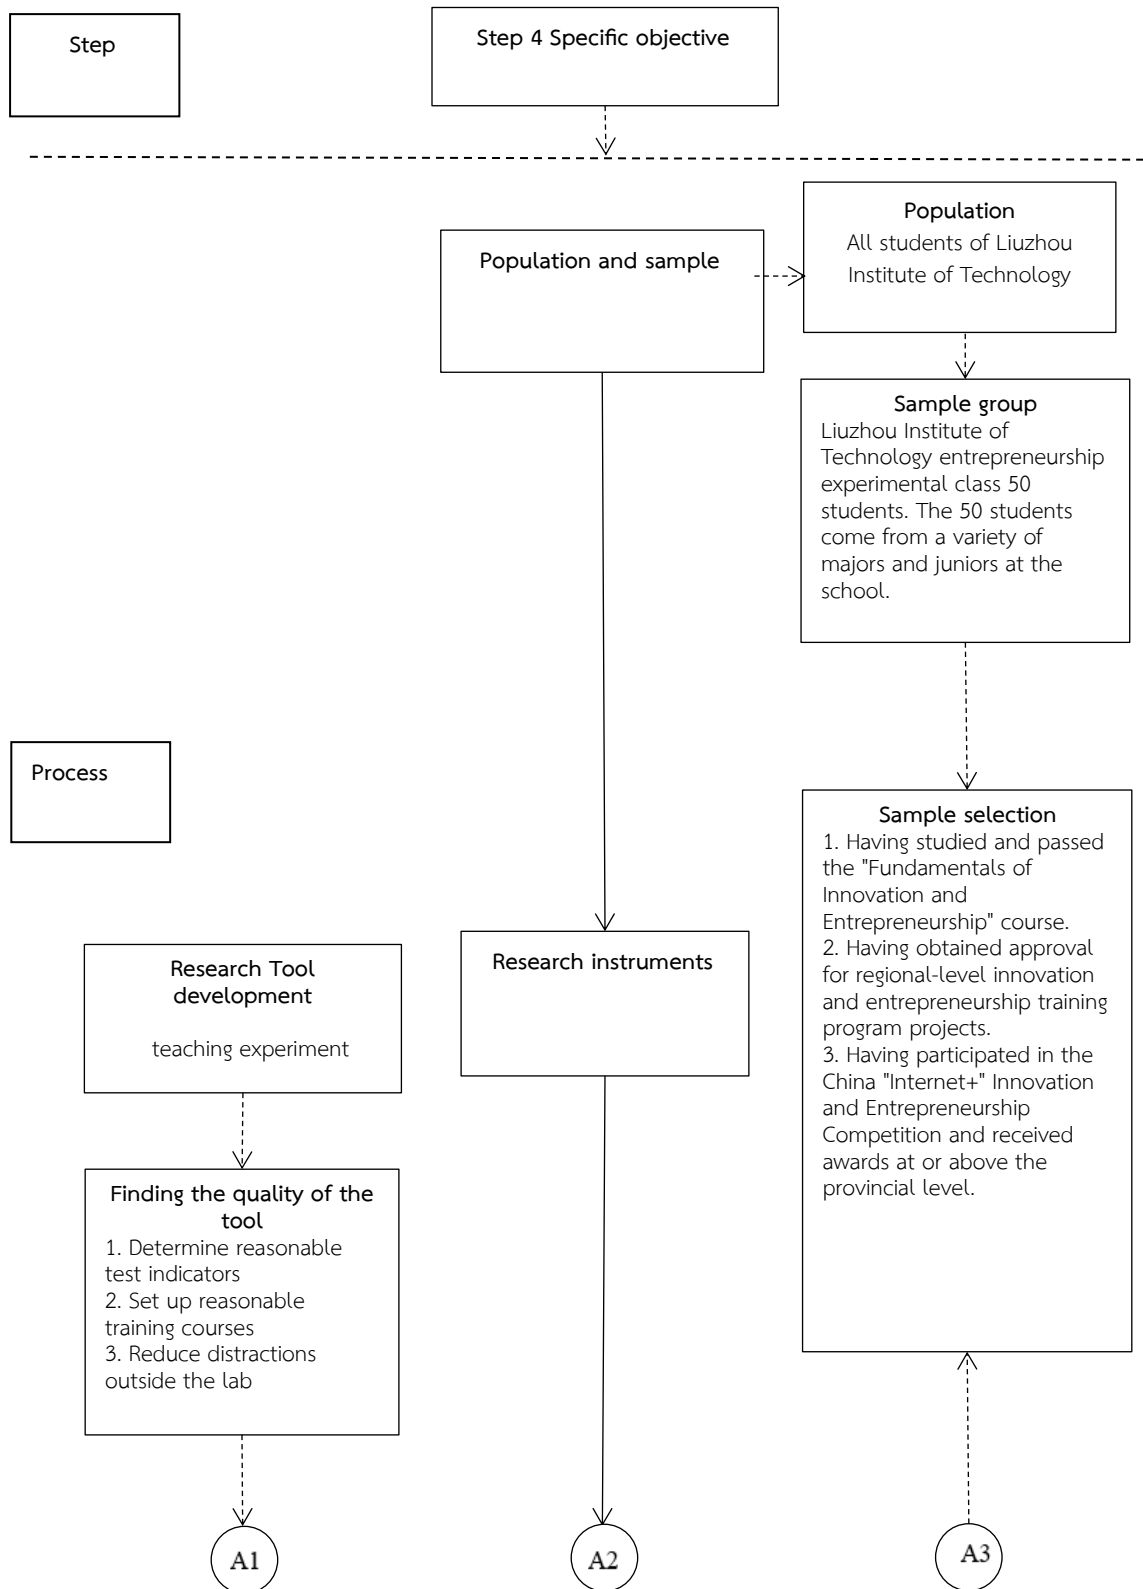 Step
Step 4 Specific objective
Population
All students of Liuzhou
Institute of Technology
Population and sample
Sample group
Liuzhou Institute of
Technology entrepreneurship
experimental class 50
students. The 50 students
come from a variety of
majors and juniors at the
school.
Process
Sample selection
1. Having studied and passed
the "Fundamentals of
Innovation and
Entrepreneurship" course.
2. Having obtained approval
for regional-level innovation
and entrepreneurship training
program projects.
3. Having participated in the
China "Internet+" Innovation
and Entrepreneurship
Competition and received
awards at or above the
provincial level.
Research Tool
development
teaching experiment
Research instruments
Finding the quality of the
tool
1. Determine reasonable
test indicators
2. Set up reasonable
training courses
3. Reduce distractions
outside the lab
A1
A2
A3